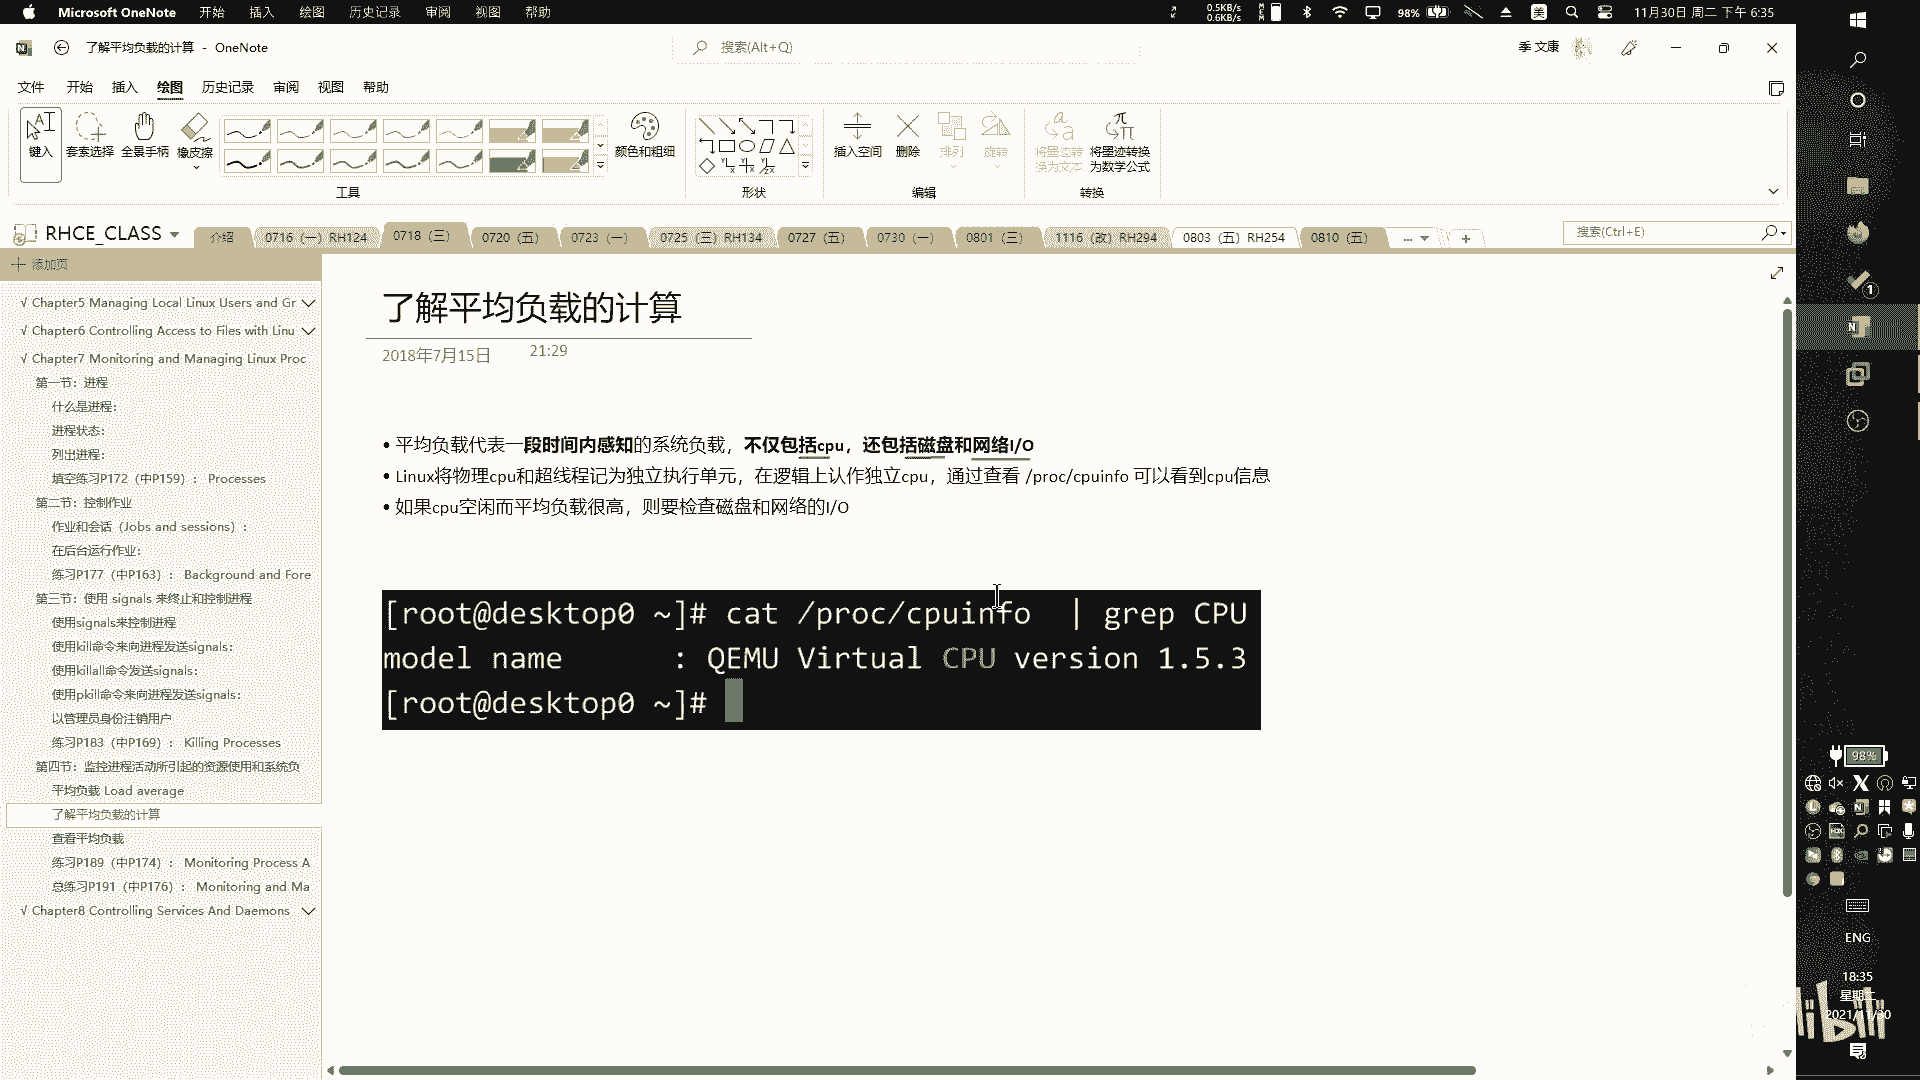 Microsoft OneNote 开始 插入 绘图 历史记录 审阅 视图 帮助
0.5KB/s
0.6KB/s
98%
美
11月30日 周二 下午 6:35
了解平均负载的计算 - OneNote
搜索(Alt+Q)
季 文康
文件 开始 插入 绘图 历史记录 审阅 视图 帮助
键入
套索选择
全景手柄
橡皮擦
颜色和粗细
插入空间
删除
排列
旋转
将墨迹转
换为文本
将墨迹转换
为数学公式
工具
形状
编辑
转换
RHCE_CLASS
介绍
0716（一）RH124
0718（三）
0720（五）
0723（一）
0725（三）RH134
0727（五）
0730（一）
0801（三）
1116（改）RH294
0803（五）RH254
0810（五）
...
搜索(Ctrl+E)
添加页
√ Chapter5 Managing Local Linux Users and Gr
√ Chapter6 Controlling Access to Files with Linu
√ Chapter7 Monitoring and Managing Linux Proc
第一节：进程
什么是进程:
进程状态:
列出进程:
填空练习P172（中P159）： Processes
第二节：控制作业
作业和会话（Jobs and sessions）:
在后台运行作业:
练习P177（中P163）： Background and Fore
第三节：使用 signals 来终止和控制进程
使用signals来控制进程
使用kill命令来向进程发送signals:
使用killall命令发送signals:
使用pkill命令来向进程发送signals:
以管理员身份注销用户
练习P183（中P169）： Killing Processes
第四节：监控进程活动所引起的资源使用和系统负
平均负载 Load average
了解平均负载的计算
查看平均负载
练习P189（中P174）： Monitoring Process A
总练习P191（中P176）： Monitoring and Ma
√ Chapter8 Controlling Services And Daemons
了解平均负载的计算
2018年7月15日 21:29
• 平均负载代表一段时间内感知的系统负载，不仅包括cpu，还包括磁盘和网络I/O
• Linux将物理cpu和超线程记为独立执行单元，在逻辑上认作独立cpu，通过查看 /proc/cpuinfo 可以看到cpu信息
• 如果cpu空闲而平均负载很高，则要检查磁盘和网络的I/O
[root@desktop0 ~]# cat /proc/cpuinfo | grep CPU
model name : QEMU Virtual CPU version 1.5.3
[root@desktop0 ~]#
1
98%
ENG
18:35
星期二
2021/11/30